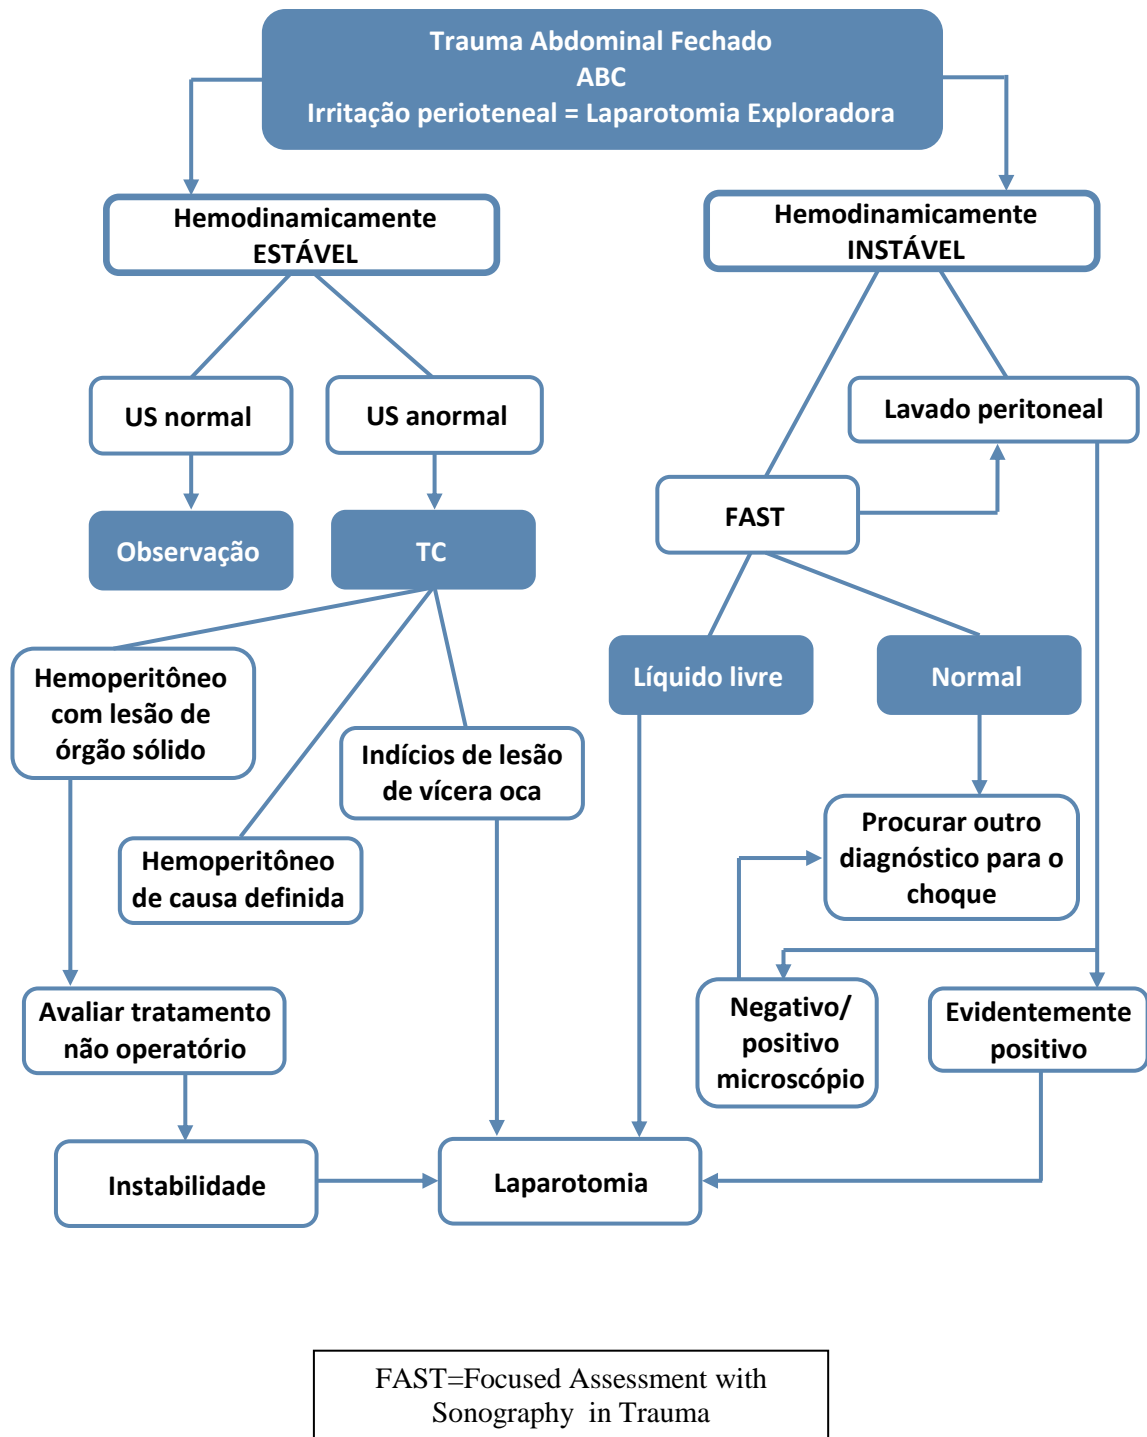 Trauma Abdominal Fechado
ABC
Irritação perioteneal = Laparotomia Exploradora
Hemodinamicamente
ESTÁVEL
Hemodinamicamente
INSTÁVEL
US normal
US anormal
Lavado peritoneal
FAST
Observação
TC
Hemoperitôneo
com lesão de
órgão sólido
Indícios de lesão
de vícera oca
Hemoperitôneo
de causa definida
Líquido livre
Normal
Procurar outro
diagnóstico para o
choque
Avaliar tratamento
não operatório
Negativo/
positivo
microscópio
Evidentemente
positivo
Instabilidade
Laparotomia
FAST=Focused Assessment with
Sonography in Trauma